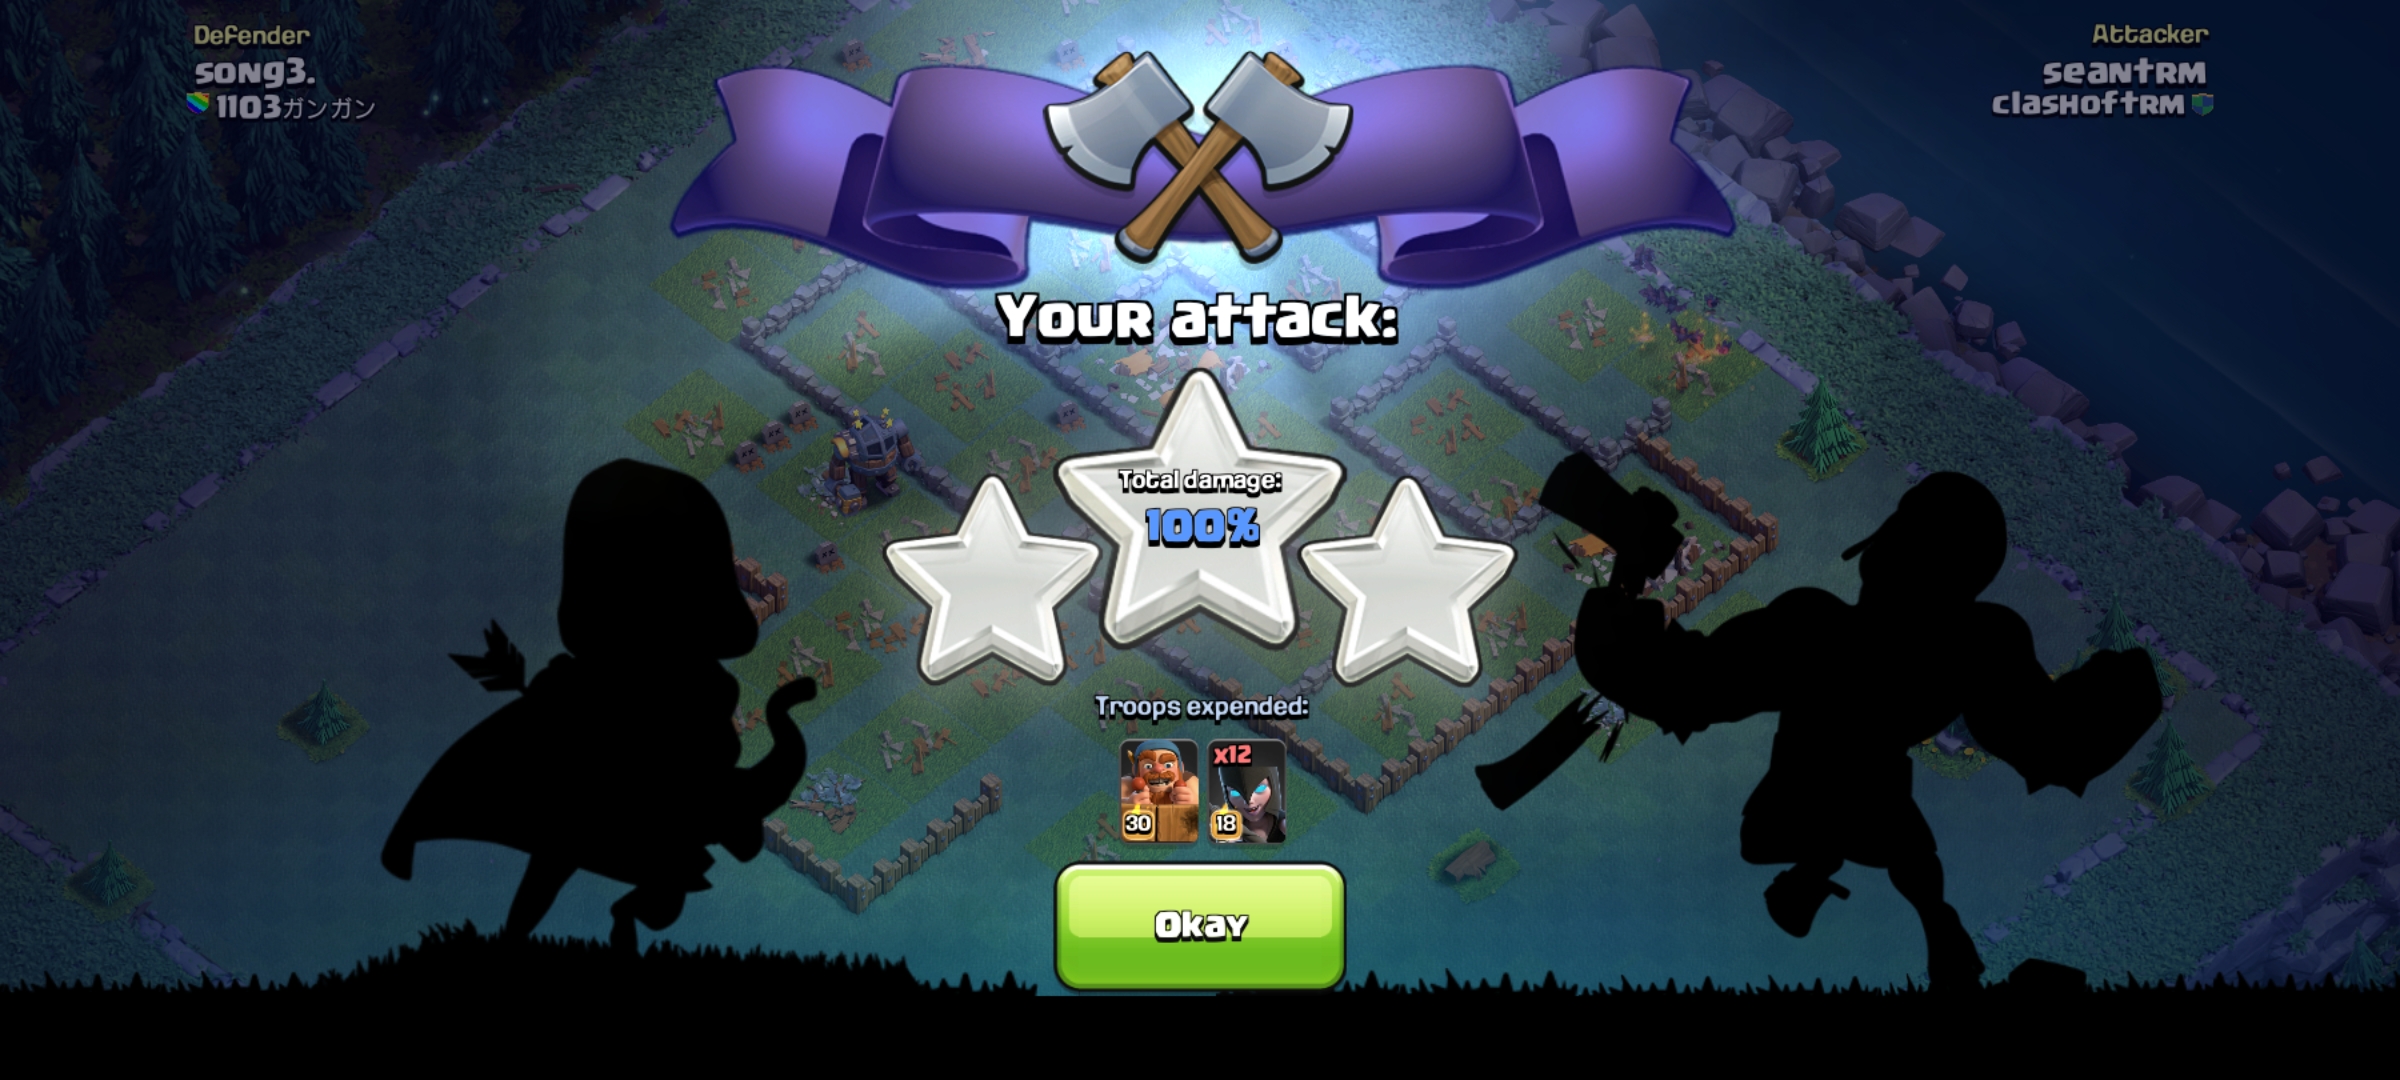 Defender
song3.
1103ガンガン
Attacker
seantRM
clashoftRM
Your attack:
Total damage:
100%
Troops expended:
x12
30
18
Okay